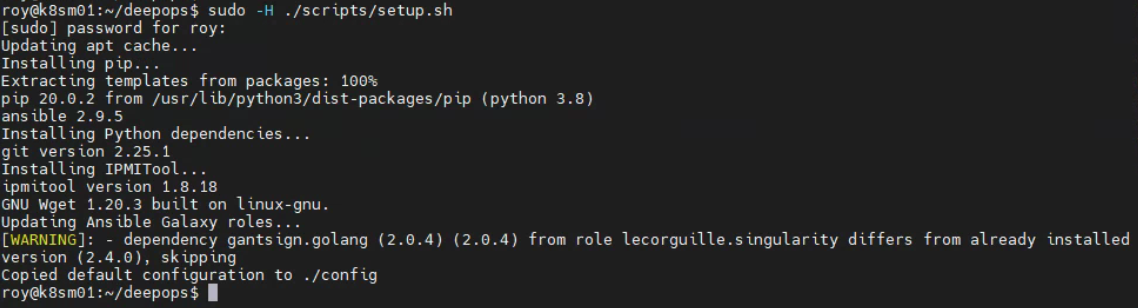 roy@k8sm01:~/deepops$ sudo -H ./scripts/setup.sh
[sudo] password for roy:
Updating apt cache...
Installing pip...
Extracting templates from packages: 100%
pip 20.0.2 from /usr/lib/python3/dist-packages/pip (python 3.8)
ansible 2.9.5
Installing Python dependencies...
git version 2.25.1
Installing IPMITool...
ipmitool version 1.8.18
GNU Wget 1.20.3 built on linux-gnu.
Updating Ansible Galaxy roles...
[WARNING]: - dependency gantsign.golang (2.0.4) (2.0.4) from role lecorguille.singularity differs from already installed
version (2.4.0), skipping
Copied default configuration to ./config
roy@k8sm01:~/deepops$